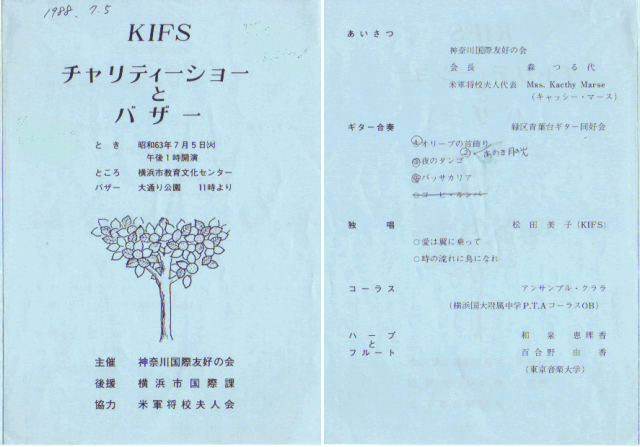 1988. 7.5
KIFS
チャリティーショー
と
バザー
とき 昭和63年7月5日(火)
午後1時開演
ところ 横浜市教育文化センター
バザー 大通り公園 11時より
主催 神奈川国際友好の会
後援 横浜市国際課
協力 米軍将校夫人会
あいさつ
神奈川国際友好の会
会長 森つる代
米軍将校夫人代表 Mrs. Kaethy Marse
(キャッシー・マース)
ギター合奏 緑区青葉台ギター同好会
オリーブの首飾り
夜のタンゴ
パッサカリア
○コーヒ・ルンバ
独唱 松田美子(KIFS)
○愛は翼に乗って
○時の流れに鳥になれ
コーラス アンサンブル・クララ
(横浜国大附属中学P.T.AコーラスOB)
ハープ 和泉恵理香
と
フルート 百合野由香
(東京音楽大学)